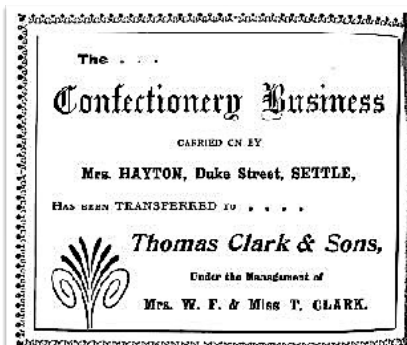 The . . .
Confectionery Business
CARRIED ON BY
Mrs. HAYTON, Duke Street, SETTLE,
HAS BEEN TRANSFERRED TO . . . .
Thomas Clark & Sons,
Under the Management of
Mrs. W. F. & Miss T. CLARK.